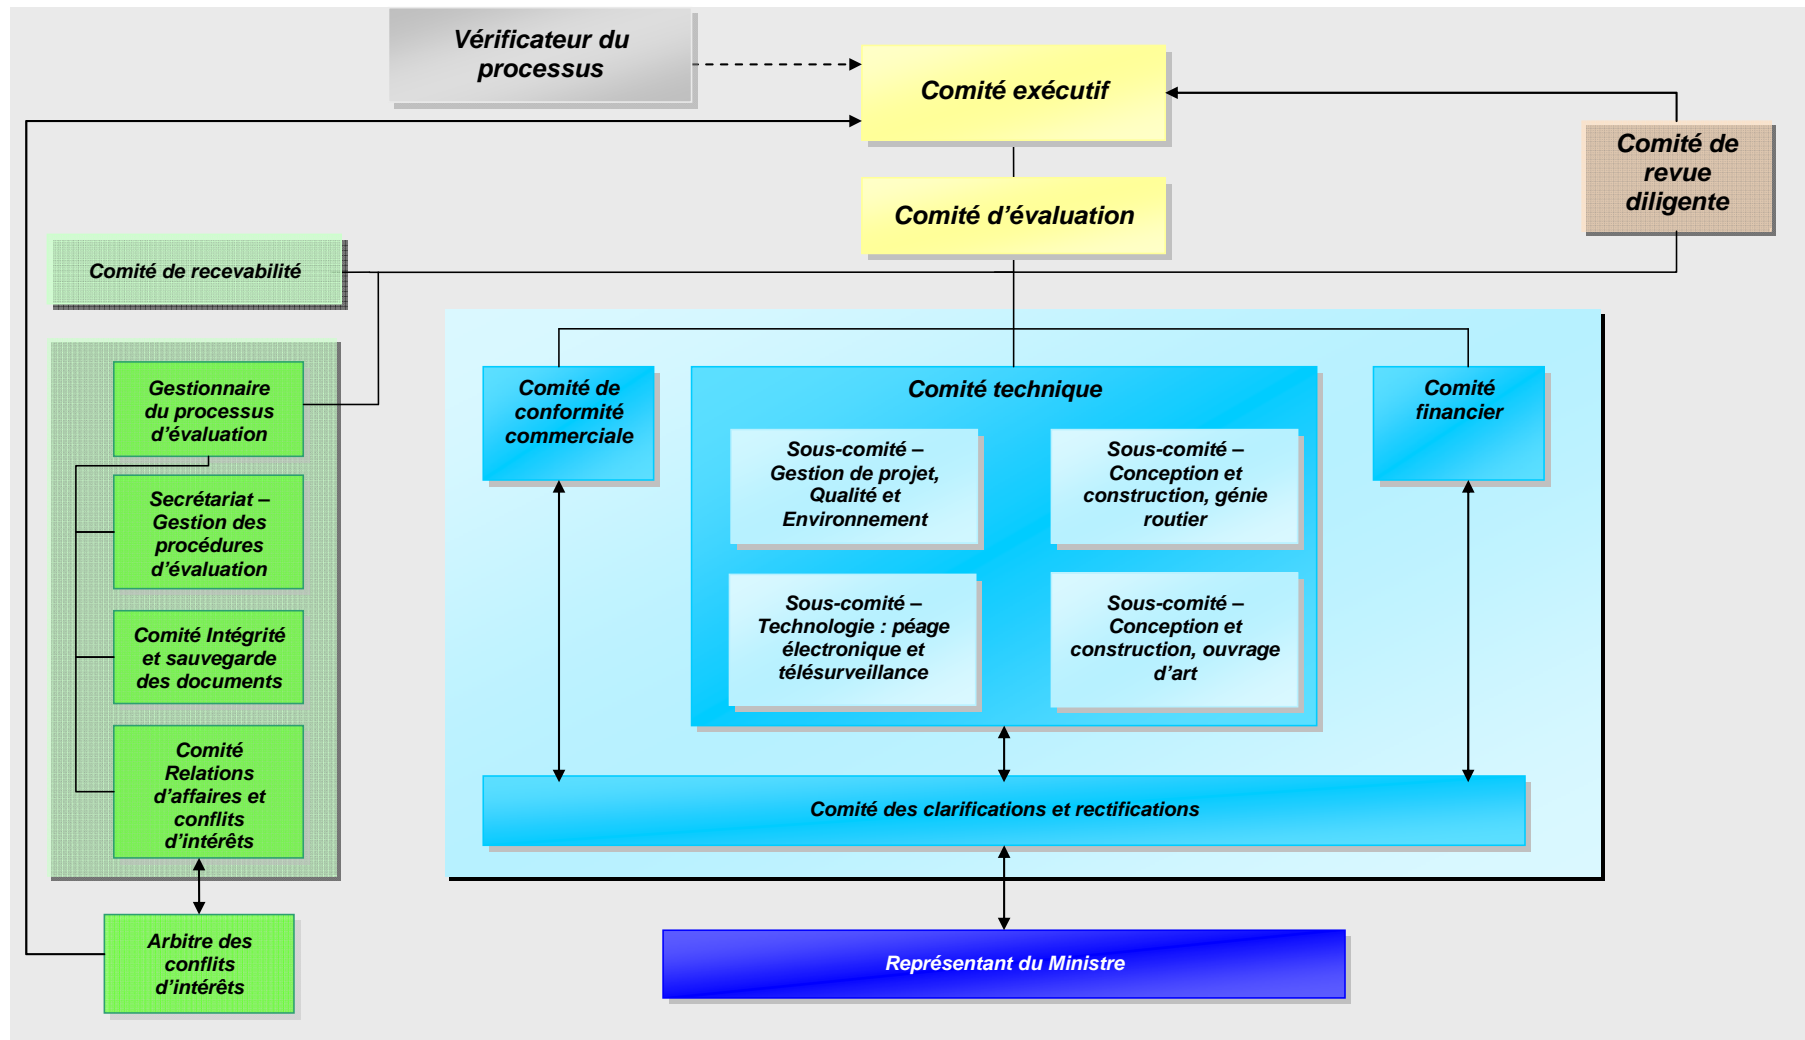 Vérificateur du
processus
Comité exécutif
Comité de
revue
diligente
Comité d’évaluation
Comité de recevabilité
Gestionnaire
du processus
d’évaluation
Secrétariat –
Gestion des
procédures
d’évaluation
Comité Intégrité
et sauvegarde
des documents
Comité
Relations
d’affaires et
conflits
d’intérêts
Arbitre des
conflits
d’intérêts
Comité de
conformité
commerciale
Comité technique
Sous-comité –
Gestion de projet,
Qualité et
Environnement
Sous-comité –
Conception et
construction, génie
routier
Sous-comité –
Technologie : péage
électronique et
télésurveillance
Sous-comité –
Conception et
construction, ouvrage
d’art
Comité
financier
Comité des clarifications et rectifications
Représentant du Ministre